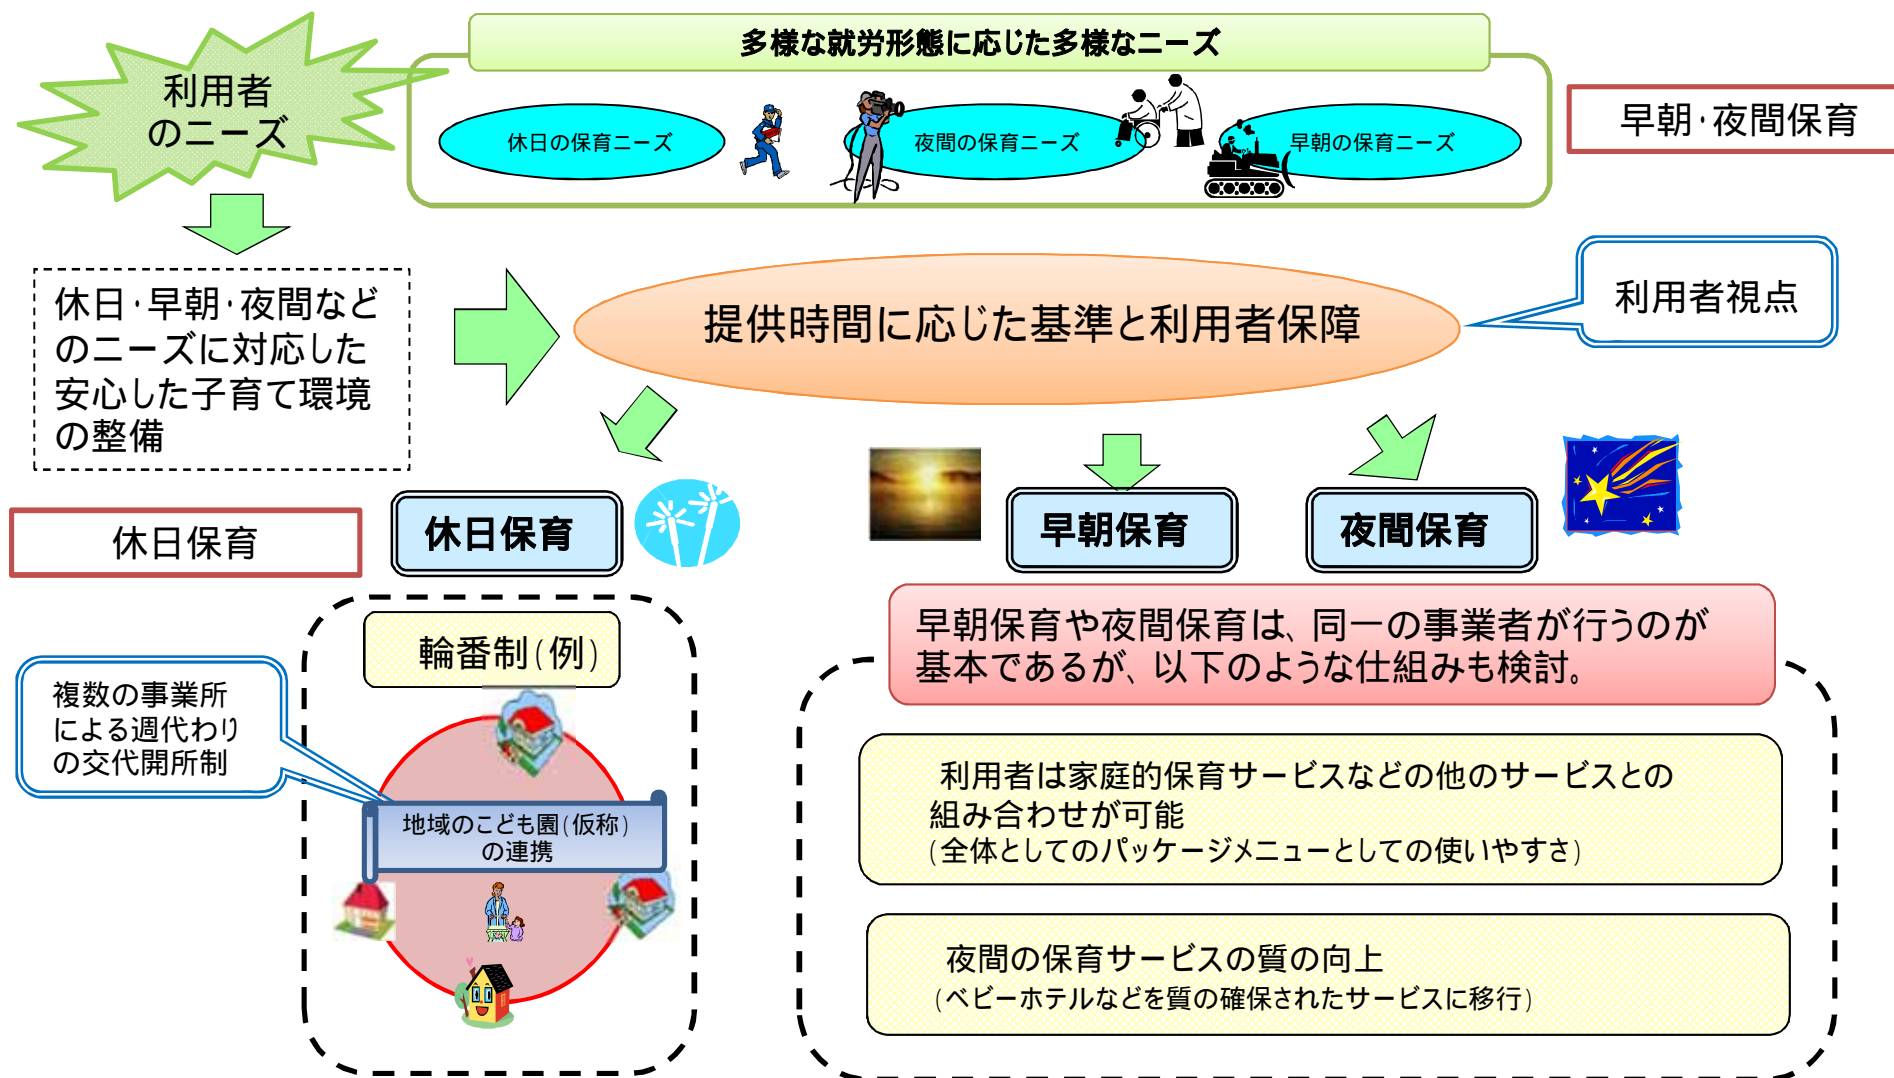 多様な就労形態に応じた多様なニーズ
利用者
のニーズ
休日の保育ニーズ
夜間の保育ニーズ
早朝の保育ニーズ
早朝・夜間保育
休日・早朝・夜間など
のニーズに対応した
安心した子育て環境
の整備
提供時間に応じた基準と利用者保障
利用者視点
休日保育
休日保育
早朝保育
夜間保育
輪番制(例)
複数の事業所
による週代わり
の交代開所制
地域のこども園(仮称)
の連携
早朝保育や夜間保育は、同一の事業者が行うのが
基本であるが、以下のような仕組みも検討。
利用者は家庭的保育サービスなどの他のサービスとの
組み合わせが可能
(全体としてのパッケージメニューとしての使いやすさ)
夜間の保育サービスの質の向上
(ベビーホテルなどを質の確保されたサービスに移行)